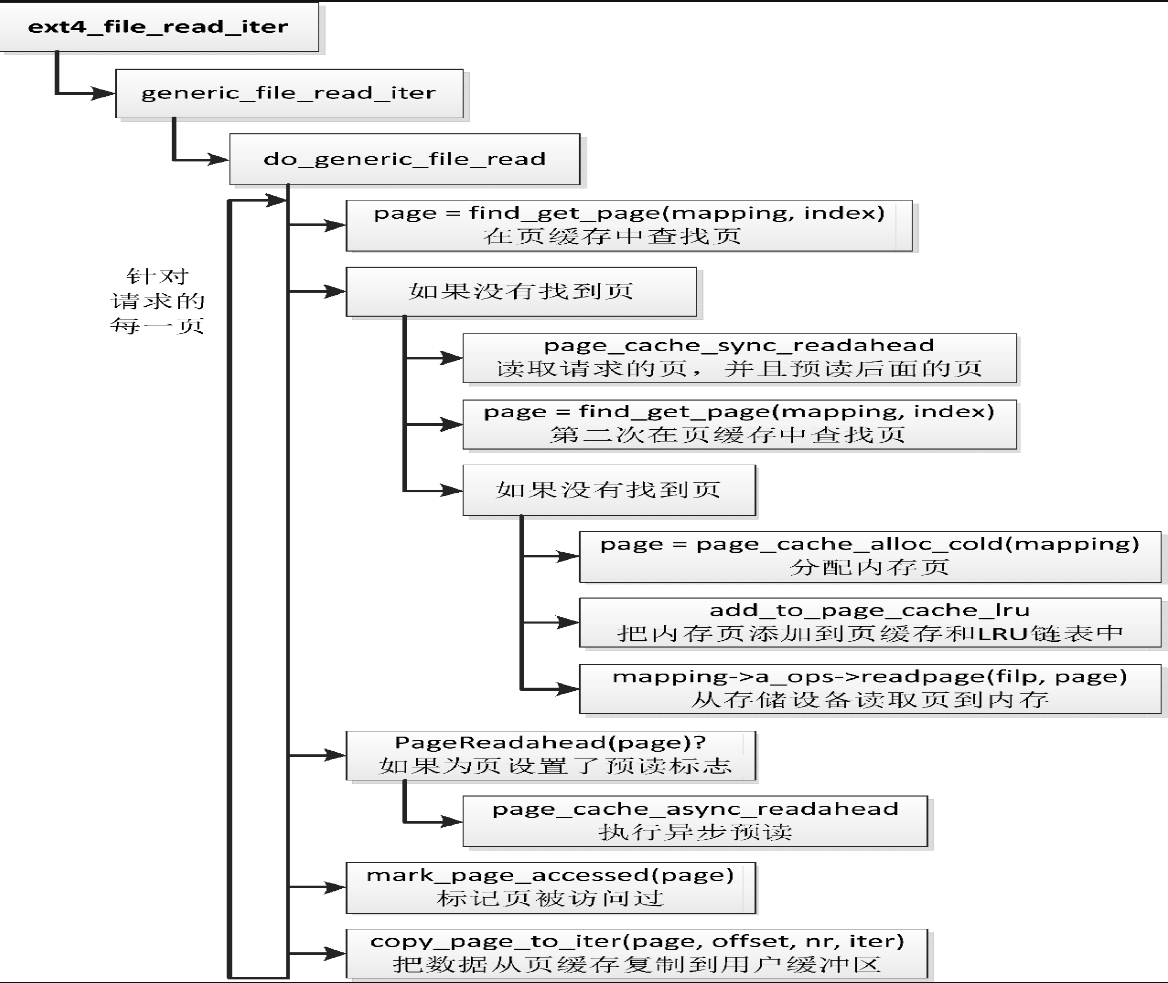 ext4_file_read_iter
generic_file_read_iter
do_generic_file_read
page = find_get_page(mapping, index)
在页缓存中查找页
针对
请求的
每一页
如果没有找到页
page_cache_sync_readahead
读取请求的页，并且预读后面的页
page = find_get_page(mapping, index)
第二次在页缓存中查找页
如果没有找到页
page = page_cache_alloc_cold(mapping)
分配内存页
add_to_page_cache_lru
把内存页添加到页缓存和LRU链表中
mapping->a_ops->readpage(filp, page)
从存储设备读取页到内存
PageReadahead(page)?
如果为页设置了预读标志
page_cache_async_readahead
执行异步预读
mark_page_accessed(page)
标记页被访问过
copy_page_to_iter(page, offset, nr, iter)
把数据从页缓存复制到用户缓冲区